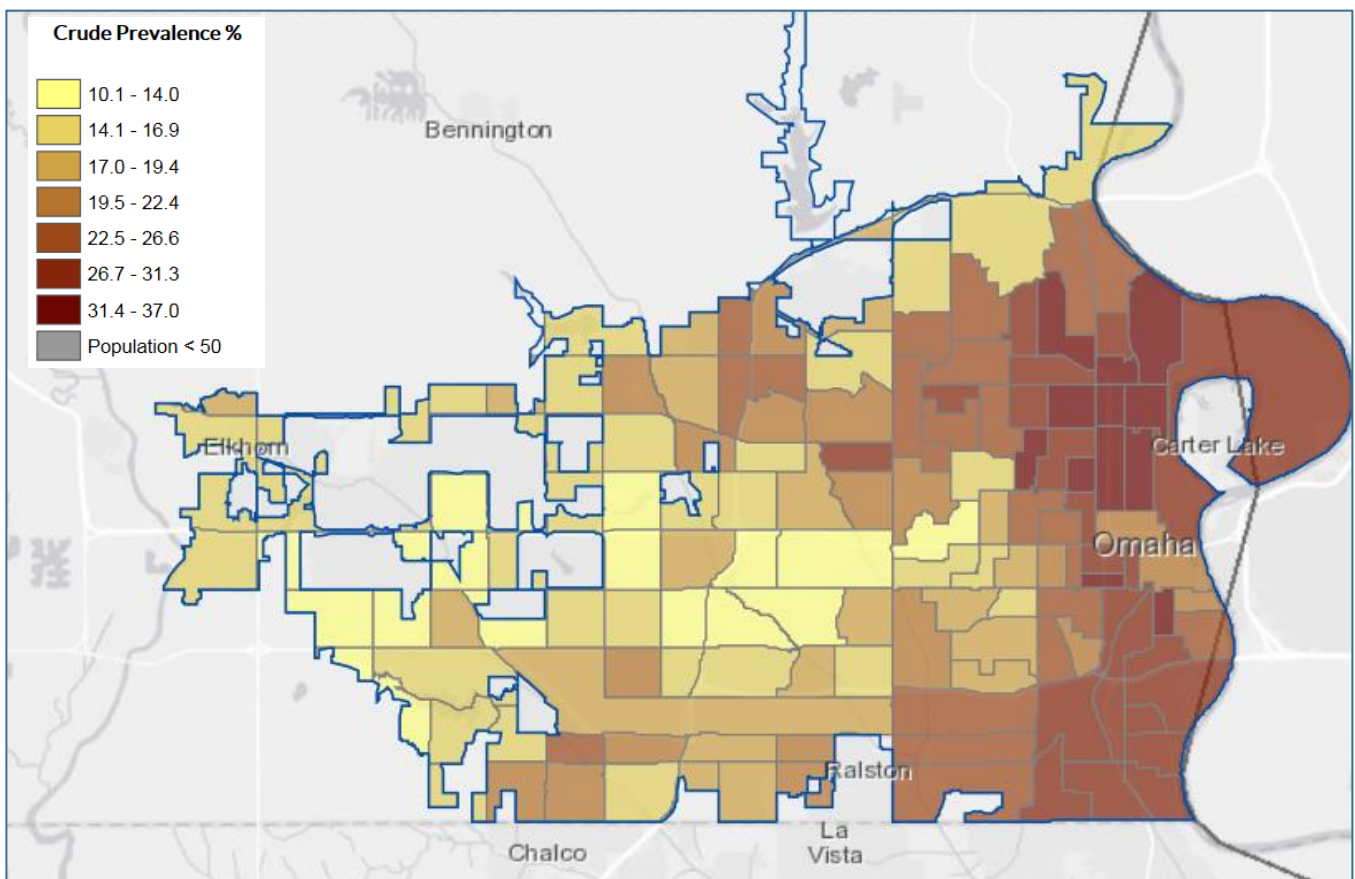 Crude Prevalence %
10.1 - 14.0
14.1 - 16.9
17.0 - 19.4
19.5 - 22.4
22.5 - 26.6
26.7 - 31.3
31.4 - 37.0
Population < 50
Bennington
Elkhorn
Carter Lake
Omaha
Ralston
La
Vista
Chalco